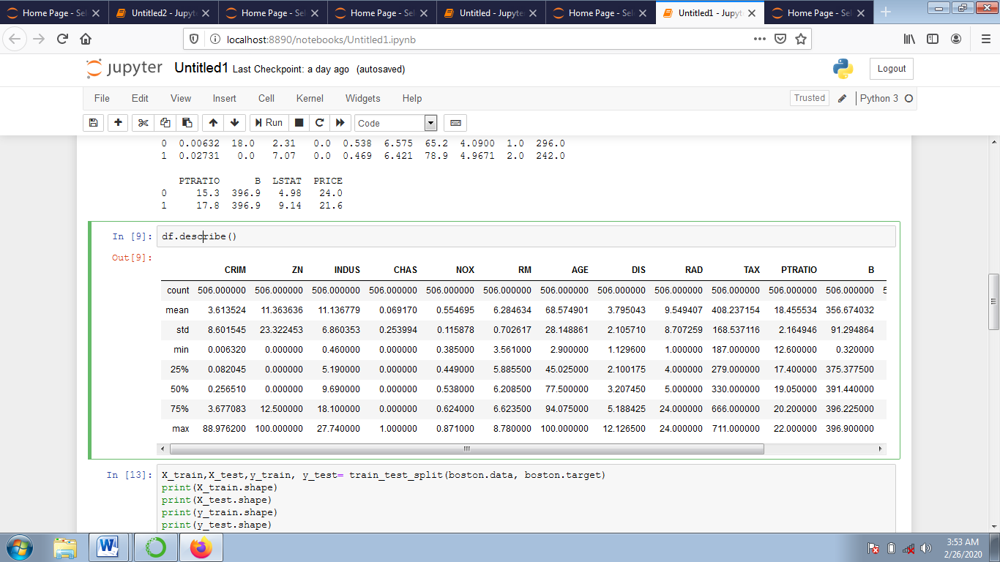 Home Page - Sel Untitled2 - Jupyt Home Page - Sel Home Page - Sel Untitled - Jupyt Home Page - Sel Untitled1 - Jupyt Home Page - Sel
localhost:8890/notebooks/Untitled1.ipynb
jupyter Untitled1 Last Checkpoint: a day ago (autosaved) Logout
File Edit View Insert Cell Kernel Widgets Help Trusted Python 3
Run Code
0 0.00632 18.0 2.31 0.0 0.538 6.575 65.2 4.0900 1.0 296.0
1 0.02731 0.0 7.07 0.0 0.469 6.421 78.9 4.9671 2.0 242.0
PTRATIO B LSTAT PRICE
0 15.3 396.9 4.98 24.0
1 17.8 396.9 9.14 21.6
In [9]: df.describe()
Out[9]:
CRIM ZN INDUS CHAS NOX RM AGE DIS RAD TAX PTRATIO B
count 506.000000 506.000000 506.000000 506.000000 506.000000 506.000000 506.000000 506.000000 506.000000 506.000000 506.000000 506.000000 5
mean 3.613524 11.363636 11.136779 0.069170 0.554695 6.284634 68.574901 3.795043 9.549407 408.237154 18.455534 356.674032
std 8.601545 23.322453 6.860353 0.253994 0.115878 0.702617 28.148861 2.105710 8.707259 168.537116 2.164946 91.294864
min 0.006320 0.000000 0.460000 0.000000 0.385000 3.561000 2.900000 1.129600 1.000000 187.000000 12.600000 0.320000
25% 0.082045 0.000000 5.190000 0.000000 0.449000 5.885500 45.025000 2.100175 4.000000 279.000000 17.400000 375.377500
50% 0.256510 0.000000 9.690000 0.000000 0.538000 6.208500 77.500000 3.207450 5.000000 330.000000 19.050000 391.440000
75% 3.677083 12.500000 18.100000 0.000000 0.624000 6.623500 94.075000 5.188425 24.000000 666.000000 20.200000 396.225000
max 88.976200 100.000000 27.740000 1.000000 0.871000 8.780000 100.000000 12.126500 24.000000 711.000000 22.000000 396.900000
In [13]: X_train,X_test,y_train, y_test= train_test_split(boston.data, boston.target)
print(X_train.shape)
print(X_test.shape)
print(y_train.shape)
print(y_test.shape)
3:53 AM
2/26/2020